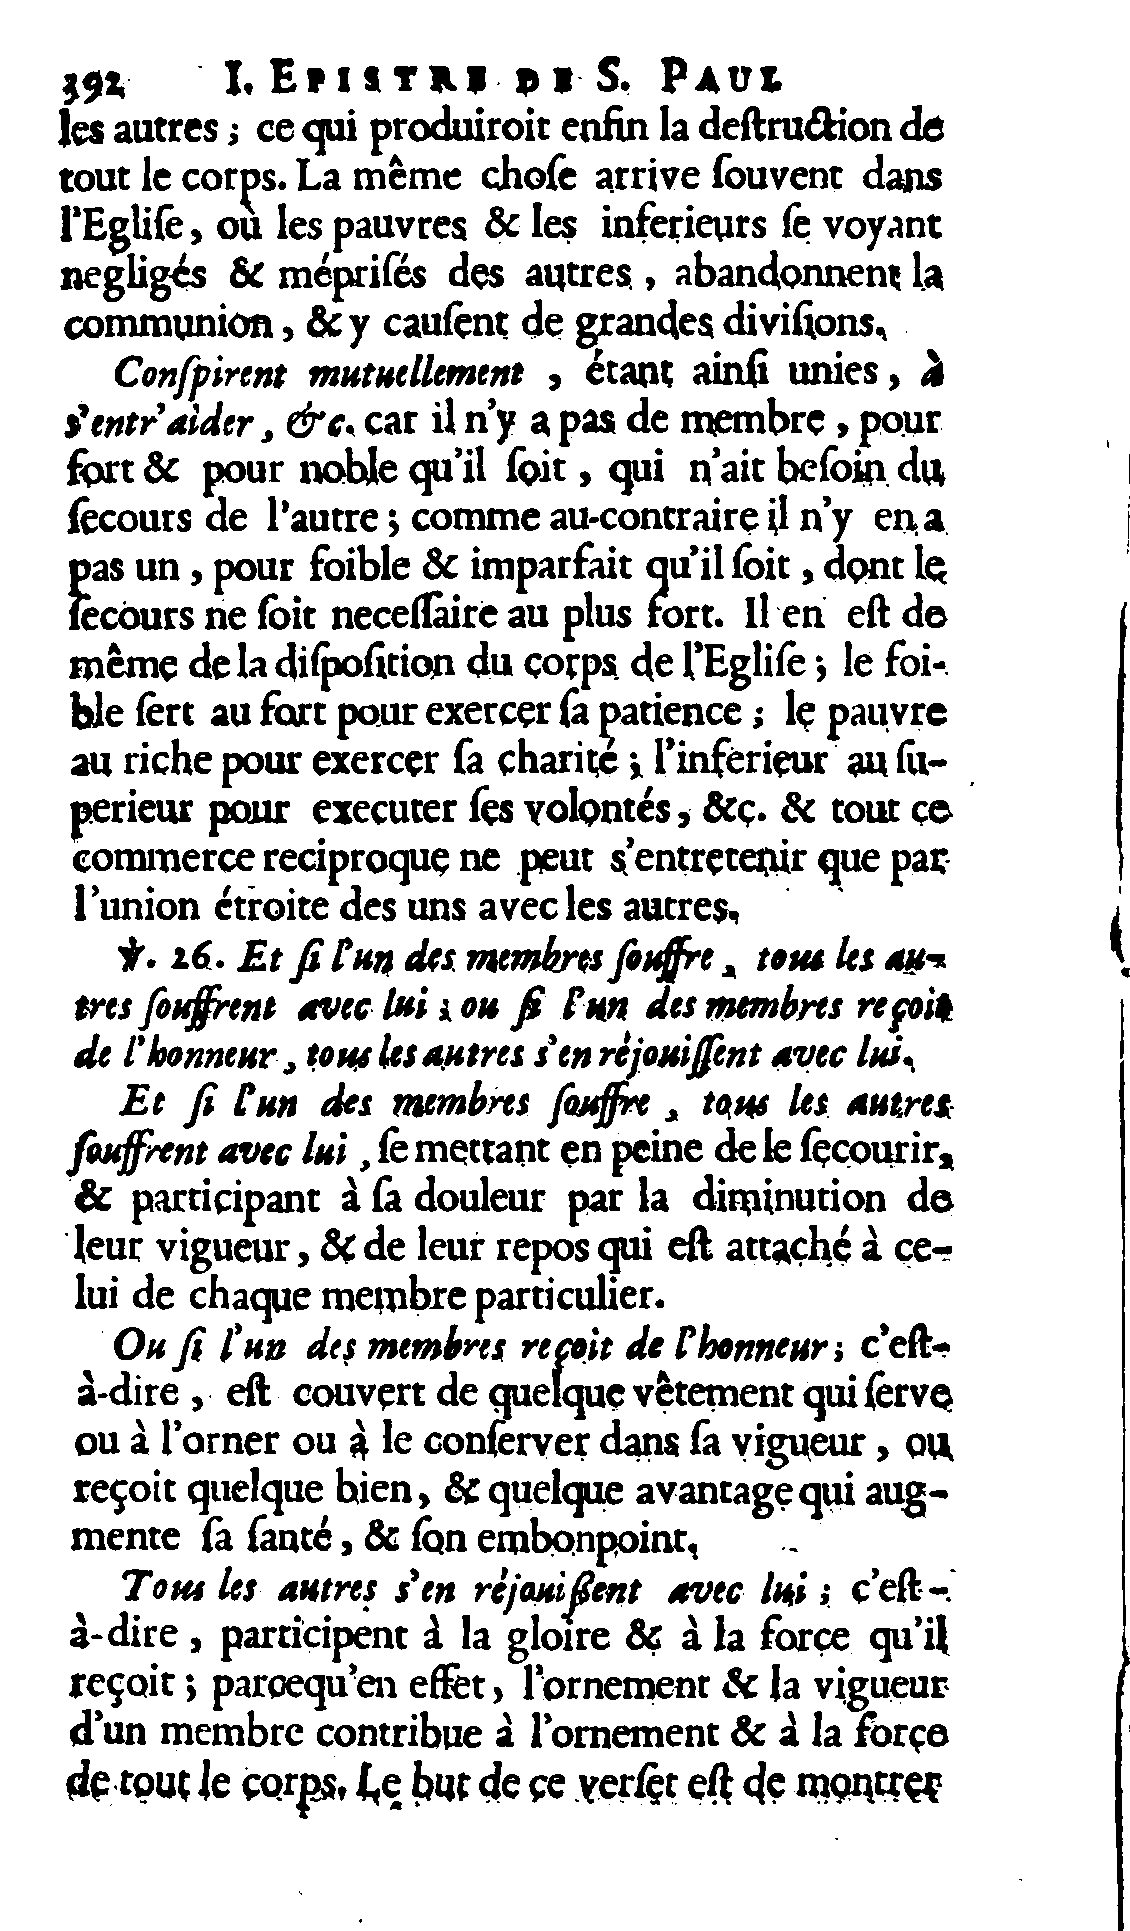 392 I. EPISTRE DE S. PAUL
les autres ; ce qui produiroit enfin la deſtruction de
tout le corps. La même choſe arrive ſouvent dans
l'Egliſe, où les pauvres & les inferieurs ſe voyant
negligés & mépriſés des autres, abandonnent la
communion, & y cauſent de grandes diviſions.
Conſpirent mutuellement, étant ainſi unies, à
s'entr'aider, &c. car il n'y a pas de membre, pour
fort & pour noble qu'il ſoit, qui n'ait beſoin du
ſecours de l'autre ; comme au-contraire il n'y en a
pas un, pour foible & imparfait qu'il ſoit, dont le
ſecours ne ſoit neceſſaire au plus fort. Il en eſt de
même de la diſpoſition du corps de l'Egliſe ; le foi-
ble ſert au fort pour exercer ſa patience ; le pauvre
au riche pour exercer ſa charité ; l'inferieur au ſu-
perieur pour executer ſes volontés, &c. & tout ce
commerce reciproque ne peut s'entretenir que par
l'union étroite des uns avec les autres.
℣. 26. Et ſi l'un des membres ſouffre, tous les au-
tres ſouffrent avec lui ; ou ſi l'un des membres reçoit
de l'honneur, tous les autres s'en réjouiſſent avec lui.
Et ſi l'un des membres ſouffre, tous les autres
ſouffrent avec lui, ſe mettant en peine de le ſecourir,
& participant à ſa douleur par la diminution de
leur vigueur, & de leur repos qui eſt attaché à ce-
lui de chaque membre particulier.
Ou ſi l'un des membres reçoit de l'honneur ; c'eſt-
à-dire, eſt couvert de quelque vêtement qui ſerve
ou à l'orner ou à le conſerver dans ſa vigueur, ou
reçoit quelque bien, & quelque avantage qui aug-
mente ſa ſanté, & ſon embonpoint.
Tous les autres s'en réjouiſſent avec lui ; c'eſt-
à-dire, participent à la gloire & à la force qu'il
reçoit ; parcequ'en effet, l'ornement & la vigueur
d'un membre contribue à l'ornement & à la force
de tout le corps. Le but de ce verſet eſt de montrer